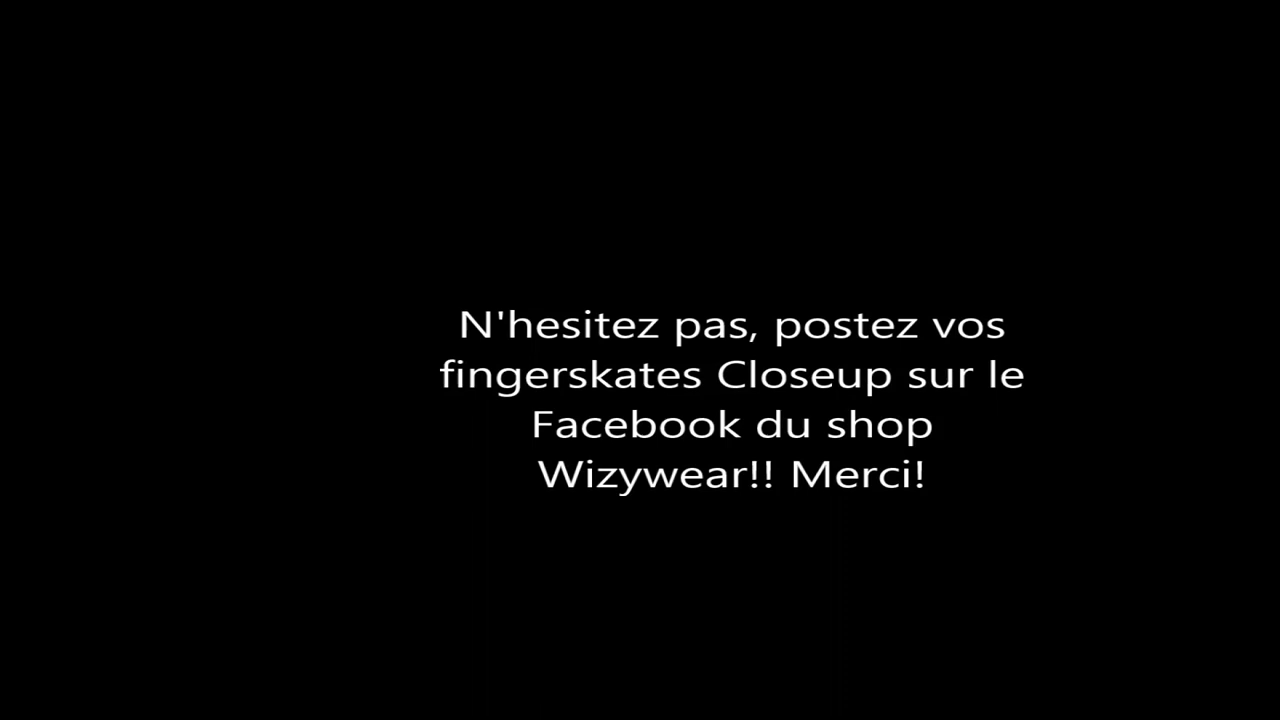 N'hesitez pas, postez vos
fingerskates Closeup sur le
Facebook du shop
Wizywear!! Merci!